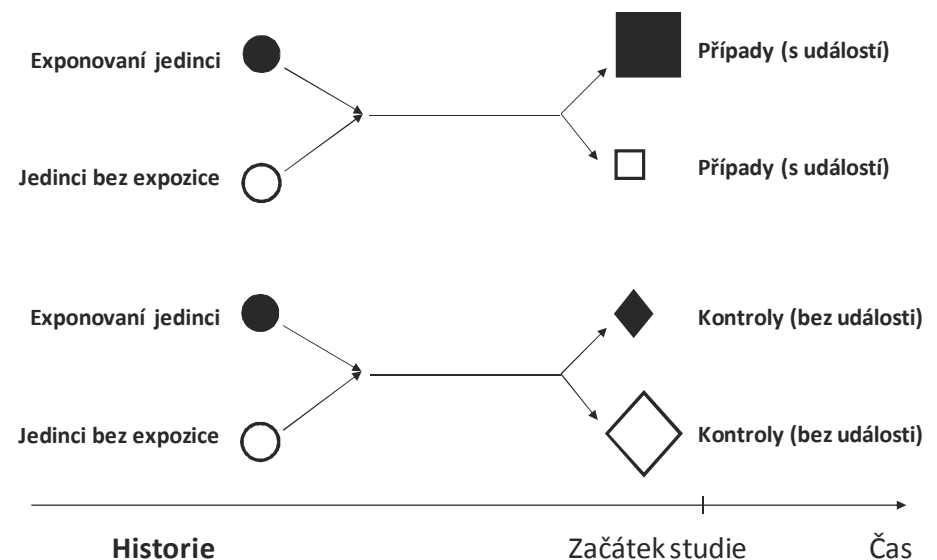 Exponovaní jedinci
Případy (s událostí)
Jedinci bez expozice
Případy (s událostí)
Exponovaní jedinci
Kontroly (bez události)
Jedinci bez expozice
Kontroly (bez události)
Historie
Začátek studie
Čas